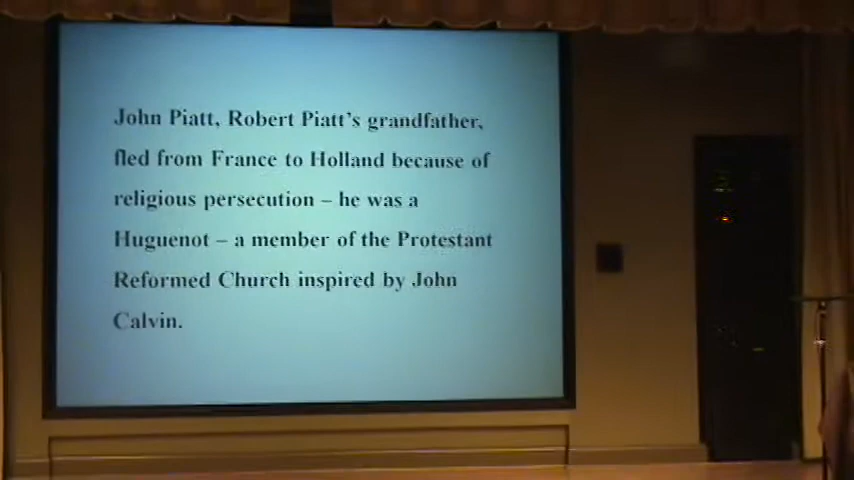 John Piatt, Robert Piatt's grandfather,
fled from France to Holland because of
religious persecution – he was a
Huguenot – a member of the Protestant
Reformed Church inspired by John
Calvin.